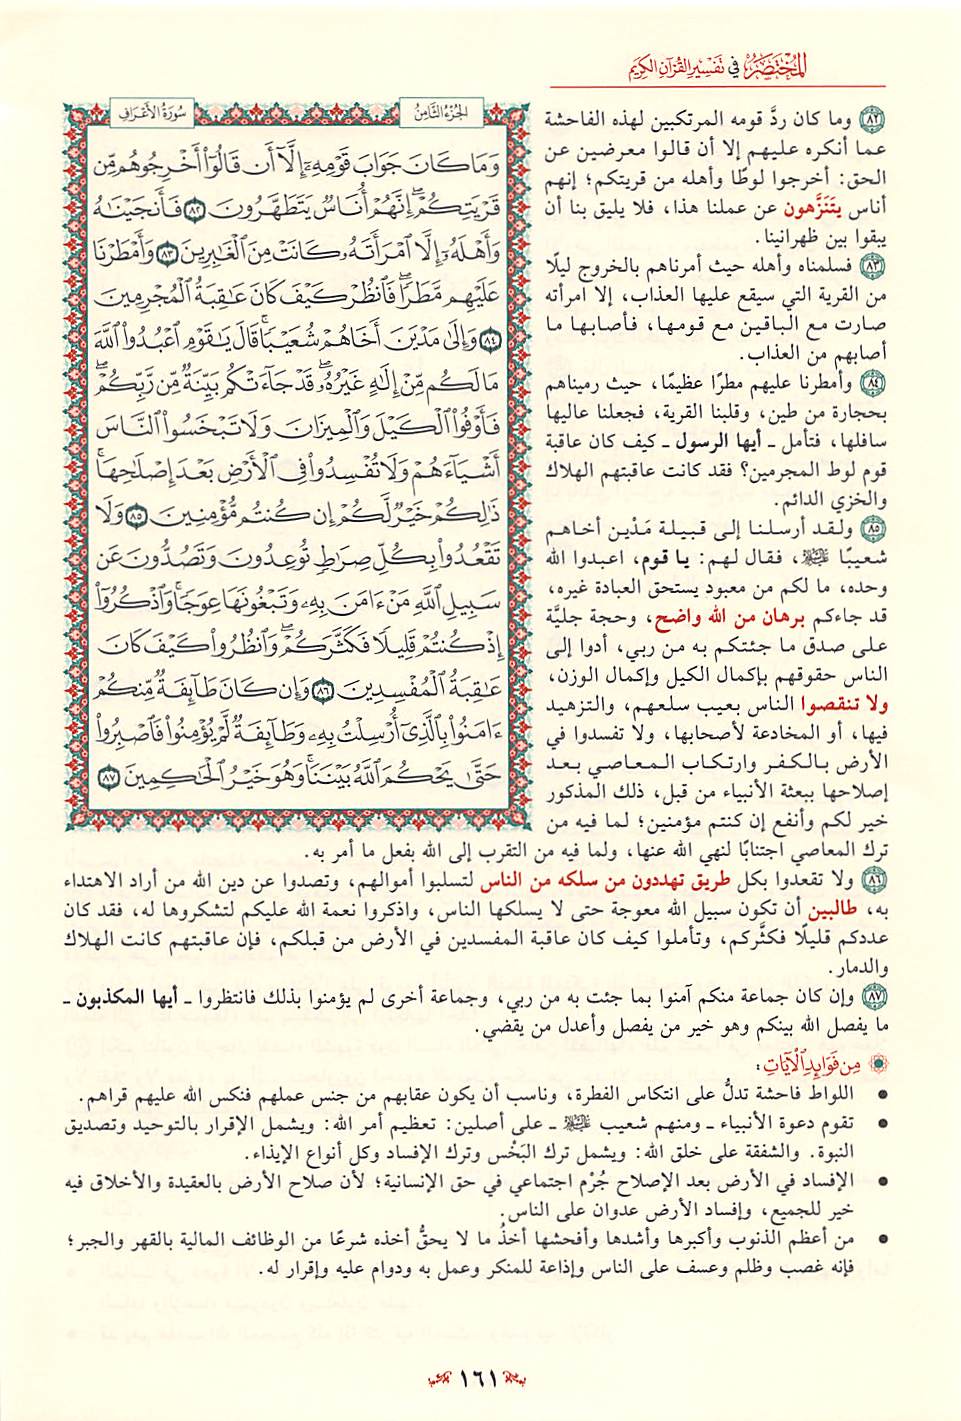 المختصر في تفسير القرآن الكريم
الجزء الثامن
سورة الأعراف
وَمَا كَانَ جَوَابَ قَوْمِهِۦٓ إِلَّآ أَن قَالُوٓا۟ أَخْرِجُوهُم مِّن
قَرْيَتِكُمْ ۖ إِنَّهُمْ أُنَاسٌ يَتَطَهَّرُونَ ٨٢ فَأَنجَيْنَٰهُ
وَأَهْلَهُۥٓ إِلَّا ٱمْرَأَتَهُۥ كَانَتْ مِنَ ٱلْغَٰبِرِينَ ٨٣ وَأَمْطَرْنَا
عَلَيْهِم مَّطَرًا ۖ فَٱنظُرْ كَيْفَ كَانَ عَٰقِبَةُ ٱلْمُجْرِمِينَ
٨٤ وَإِلَىٰ مَدْيَنَ أَخَاهُمْ شُعَيْبًا ۗ قَالَ يَٰقَوْمِ ٱعْبُدُوا۟ ٱللَّهَ
مَا لَكُم مِّنْ إِلَٰهٍ غَيْرُهُۥ ۖ قَدْ جَآءَتْكُم بَيِّنَةٌ مِّن رَّبِّكُمْ ۖ
فَأَوْفُوا۟ ٱلْكَيْلَ وَٱلْمِيزَانَ وَلَا تَبْخَسُوا۟ ٱلنَّاسَ
أَشْيَآءَهُمْ وَلَا تُفْسِدُوا۟ فِى ٱلْأَرْضِ بَعْدَ إِصْلَٰحِهَا ۚ
ذَٰلِكُمْ خَيْرٌ لَّكُمْ إِن كُنتُم مُّؤْمِنِينَ ٨٥ وَلَا
تَقْعُدُوا۟ بِكُلِّ صِرَٰطٍ تُوعِدُونَ وَتَصُدُّونَ عَن
سَبِيلِ ٱللَّهِ مَنْ ءَامَنَ بِهِۦ وَتَبْغُونَهَا عِوَجًا ۚ وَٱذْكُرُوٓا۟
إِذْ كُنتُمْ قَلِيلًا فَكَثَّرَكُمْ ۖ وَٱنظُرُوا۟ كَيْفَ كَانَ
عَٰقِبَةُ ٱلْمُفْسِدِينَ ٨٦ وَإِن كَانَ طَآئِفَةٌ مِّنكُمْ
ءَامَنُوا۟ بِٱلَّذِىٓ أُرْسِلْتُ بِهِۦ وَطَآئِفَةٌ لَّمْ يُؤْمِنُوا۟ فَٱصْبِرُوا۟
حَتَّىٰ يَحْكُمَ ٱللَّهُ بَيْنَنَا ۚ وَهُوَ خَيْرُ ٱلْحَٰكِمِينَ ٨٧
٨٢ وما كان ردَّ قومه المرتكبين لهذه الفاحشة
عما أنكره عليهم إلا أن قالوا معرضين عن
الحق: أخرجوا لوطًا وأهله من قريتكم؛ إنهم
أناس يتَنَزَّهون عن عملنا هذا، فلا يليق بنا أن
يبقوا بين ظهرانينا.
٨٣ فسلمناه وأهله حيث أمرناهم بالخروج ليلًا
من القرية التي سيقع عليها العذاب، إلا امرأته
صارت مع الباقين مع قومها، فأصابها ما
أصابهم من العذاب.
٨٤ وأمطرنا عليهم مطرًا عظيمًا، حيث رميناهم
بحجارة من طين، وقلبنا القرية، فجعلنا عاليها
سافلها، فتأمل ـ أيها الرسول ـ كيف كان عاقبة
قوم لوط المجرمين؟ فقد كانت عاقبتهم الهلاك
والخزي الدائم.
٨٥ ولقد أرسلنا إلى قبيلة مَدْين أخاهم
شعيبًا ﵇، فقال لهم: يا قوم، اعبدوا الله
وحده، ما لكم من معبود يستحق العبادة غيره،
قد جاءكم برهان من الله واضح، وحجة جليَّة
على صدق ما جئتكم به من ربي، أدوا إلى
الناس حقوقهم بإكمال الكيل وإكمال الوزن،
ولا تنقصوا الناس بعيب سلعهم، والتزهيد
فيها، أو المخادعة لأصحابها، ولا تفسدوا في
الأرض بالكفر وارتكاب المعاصي بعد
إصلاحها ببعثة الأنبياء من قبل، ذلك المذكور
خير لكم وأنفع إن كنتم مؤمنين؛ لما فيه من
ترك المعاصي اجتنابًا لنهي الله عنها، ولما فيه من التقرب إلى الله بفعل ما أمر به.
٨٦ ولا تقعدوا بكل طريق تهددون من سلكه من الناس لتسلبوا أموالهم، وتصدوا عن دين الله من أراد الاهتداء
به، طالبين أن تكون سبيل الله معوجة حتى لا يسلكها الناس، واذكروا نعمة الله عليكم لتشكروها له، فقد كان
عددكم قليلًا فكثَّركم، وتأملوا كيف كان عاقبة المفسدين في الأرض من قبلكم، فإن عاقبتهم كانت الهلاك
والدمار.
٨٧ وإن كان جماعة منكم آمنوا بما جئت به من ربي، وجماعة أخرى لم يؤمنوا بذلك فانتظروا ـ أيها المكذبون ـ
ما يفصل الله بينكم وهو خير من يفصل وأعدل من يقضي.
من فوائد الآيات:
• اللواط فاحشة تدلُّ على انتكاس الفطرة، وناسب أن يكون عقابهم من جنس عملهم فنكس الله عليهم قراهم.
• تقوم دعوة الأنبياء ـ ومنهم شعيب ﵇ ـ على أصلين: تعظيم أمر الله: ويشمل الإقرار بالتوحيد وتصديق
النبوة. والشفقة على خلق الله: ويشمل ترك البَخْس وترك الإفساد وكل أنواع الإيذاء.
• الإفساد في الأرض بعد الإصلاح جُرْم اجتماعي في حق الإنسانية؛ لأن صلاح الأرض بالعقيدة والأخلاق فيه
خير للجميع، وإفساد الأرض عدوان على الناس.
• من أعظم الذنوب وأكبرها وأشدها وأفحشها أخذُ ما لا يحقُّ أخذه شرعًا من الوظائف المالية بالقهر والجبر؛
فإنه غصب وظلم وعسف على الناس وإذاعة للمنكر وعمل به ودوام عليه وإقرار له.
١٦١